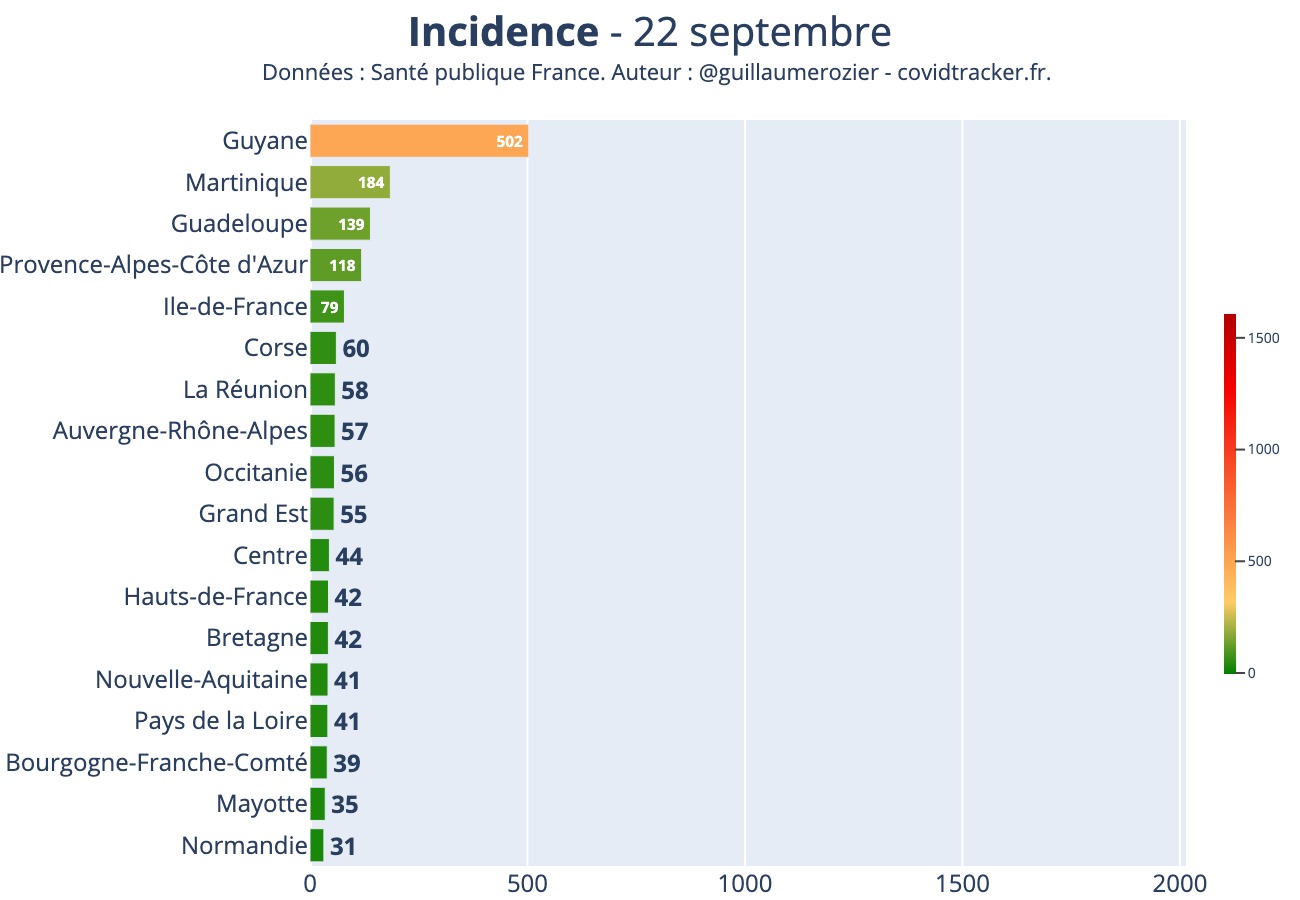 Incidence - 22 septembre
Données : Santé publique France. Auteur : @guillaumerozier - covidtracker.fr.
Guyane 502
Martinique 184
Guadeloupe 139
Provence-Alpes-Côte d'Azur 118
Ile-de-France 79
Corse 60
La Réunion 58
Auvergne-Rhône-Alpes 57
Occitanie 56
Grand Est 55
Centre 44
Hauts-de-France 42
Bretagne 42
Nouvelle-Aquitaine 41
Pays de la Loire 41
Bourgogne-Franche-Comté 39
Mayotte 35
Normandie 31
0 500 1000 1500 2000
1500
1000
500
0